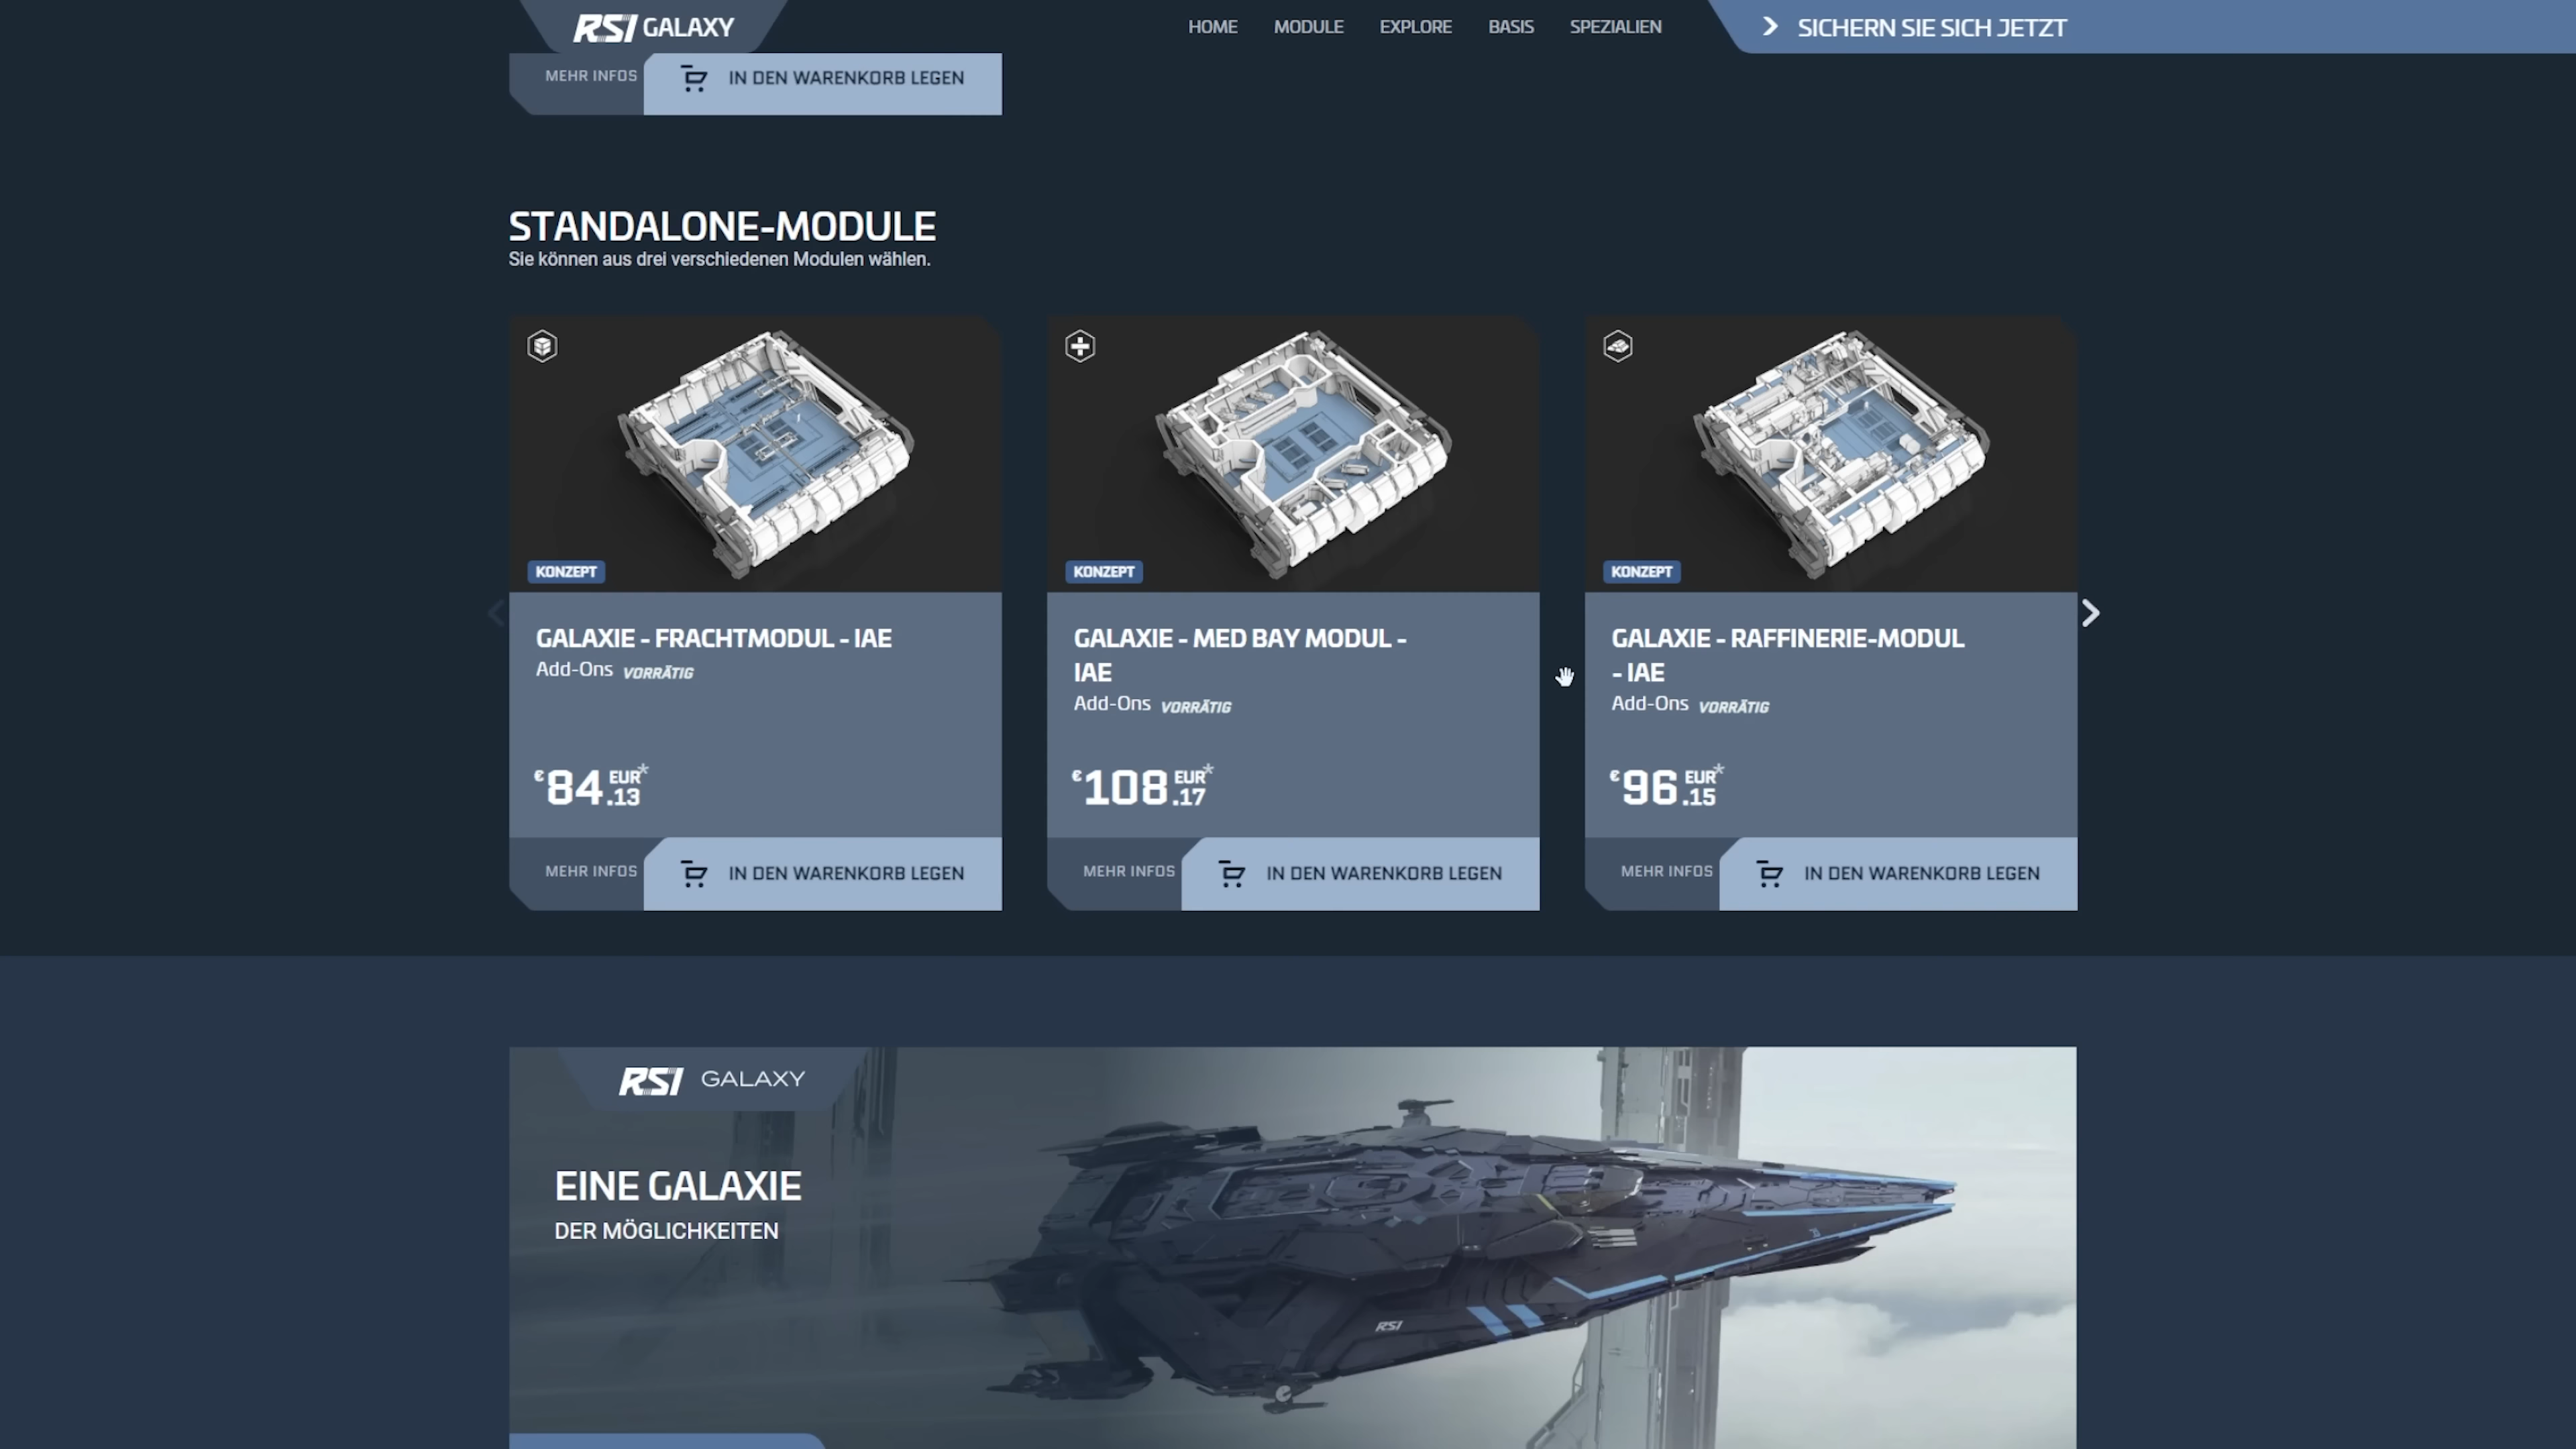 RSI GALAXY
HOME MODULE EXPLORE BASIS SPEZIALIEN
SICHERN SIE SICH JETZT
MEHR INFOS
IN DEN WARENKORB LEGEN
STANDALONE-MODULE
Sie können aus drei verschiedenen Modulen wählen.
KONZEPT
GALAXIE - FRACHTMODUL - IAE
Add-Ons VORRÄTIG
€84.13 EUR*
MEHR INFOS
IN DEN WARENKORB LEGEN
KONZEPT
GALAXIE - MED BAY MODUL -
IAE
Add-Ons VORRÄTIG
€108.17 EUR*
MEHR INFOS
IN DEN WARENKORB LEGEN
KONZEPT
GALAXIE - RAFFINERIE-MODUL
- IAE
Add-Ons VORRÄTIG
€96.15 EUR*
MEHR INFOS
IN DEN WARENKORB LEGEN
RSI GALAXY
EINE GALAXIE
DER MÖGLICHKEITEN
RSI